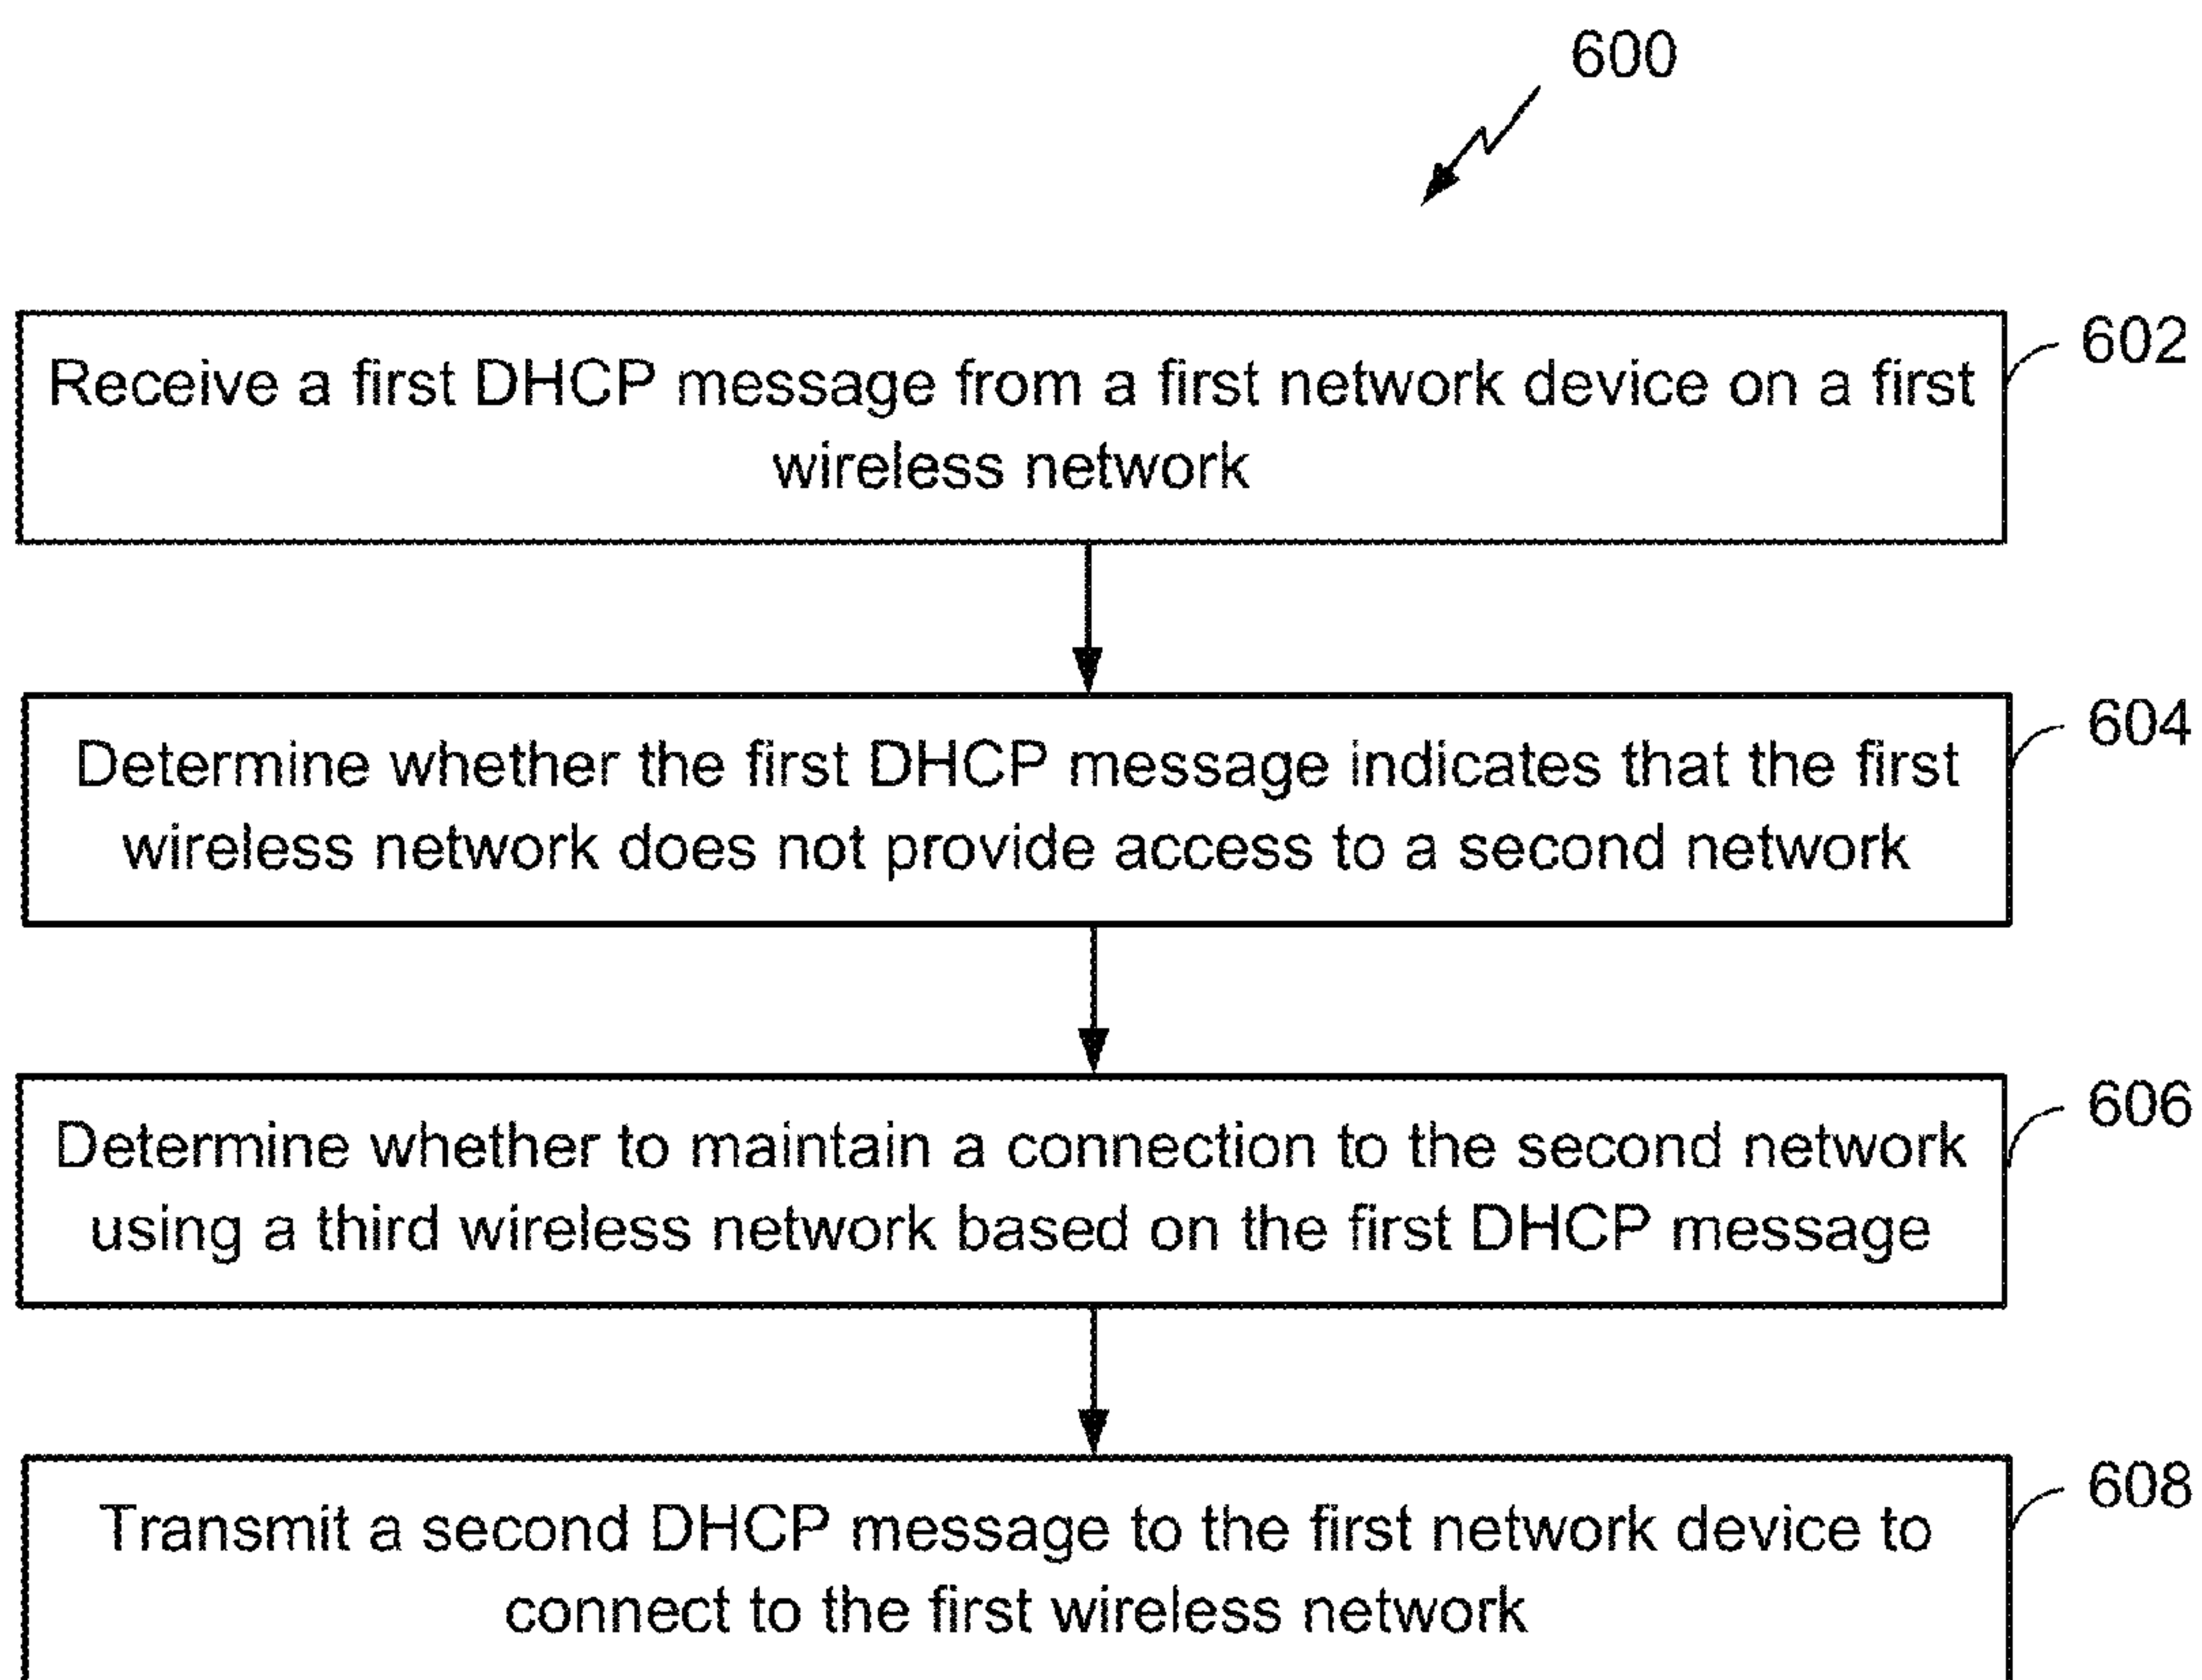 600
602
Receive a first DHCP message from a first network device on a first
wireless network
604
Determine whether the first DHCP message indicates that the first
wireless network does not provide access to a second network
606
Determine whether to maintain a connection to the second network
using a third wireless network based on the first DHCP message
608
Transmit a second DHCP message to the first network device to
connect to the first wireless network